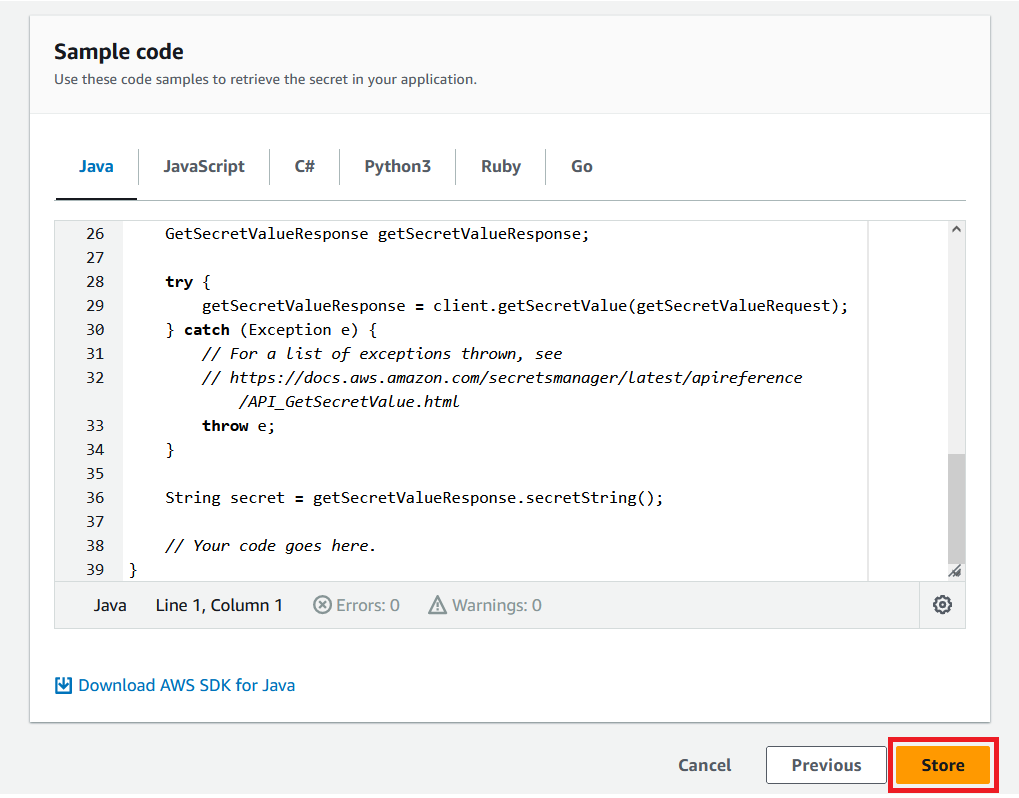 Sample code
Use these code samples to retrieve the secret in your application.
Java JavaScript C# Python3 Ruby Go
26 GetSecretValueResponse getSecretValueResponse;
27
28 try {
29 getSecretValueResponse = client.getSecretValue(getSecretValueRequest);
30 } catch (Exception e) {
31 // For a list of exceptions thrown, see
32 // https://docs.aws.amazon.com/secretsmanager/latest/apireference
/API_GetSecretValue.html
33 throw e;
34 }
35
36 String secret = getSecretValueResponse.secretString();
37
38 // Your code goes here.
39 }
Java Line 1, Column 1 Errors: 0 Warnings: 0
Download AWS SDK for Java
Cancel Previous Store